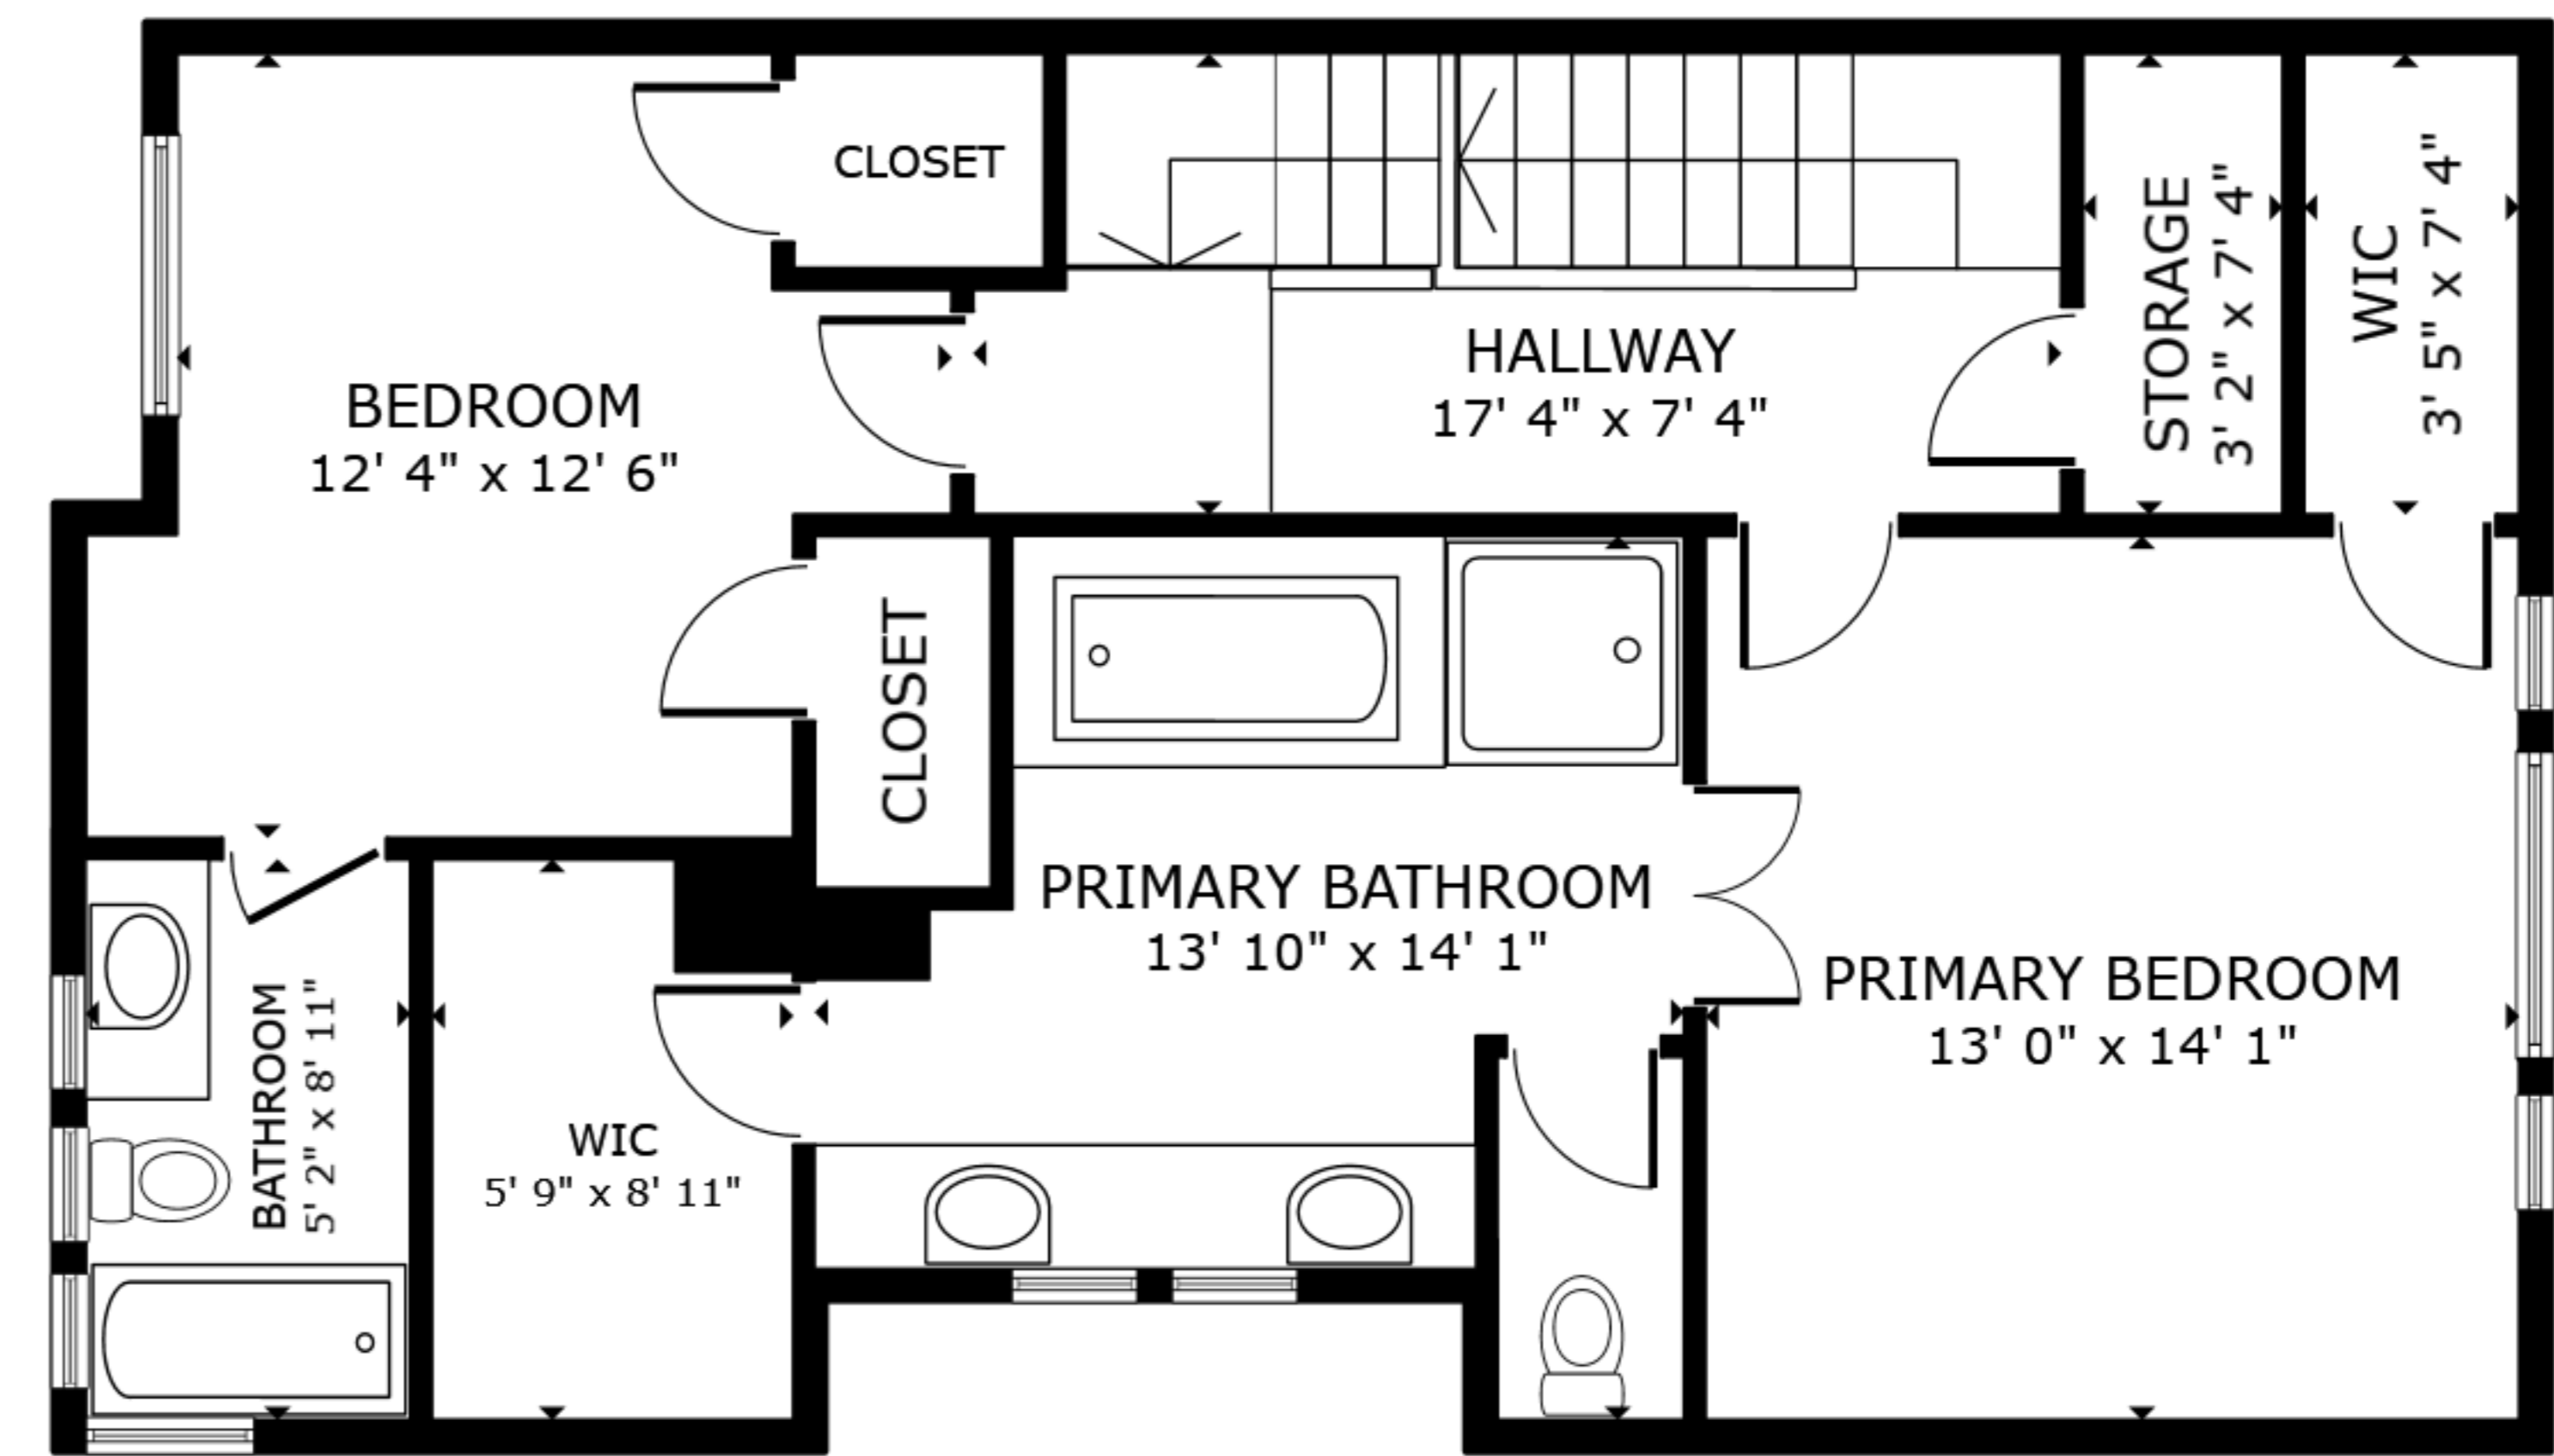 CLOSET
BEDROOM
12' 4" x 12' 6"
HALLWAY
17' 4" x 7' 4"
STORAGE
3' 2" x 7' 4"
WIC
3' 5" x 7' 4"
CLOSET
PRIMARY BATHROOM
13' 10" x 14' 1"
PRIMARY BEDROOM
13' 0" x 14' 1"
BATHROOM
5' 2" x 8' 11"
WIC
5' 9" x 8' 11"